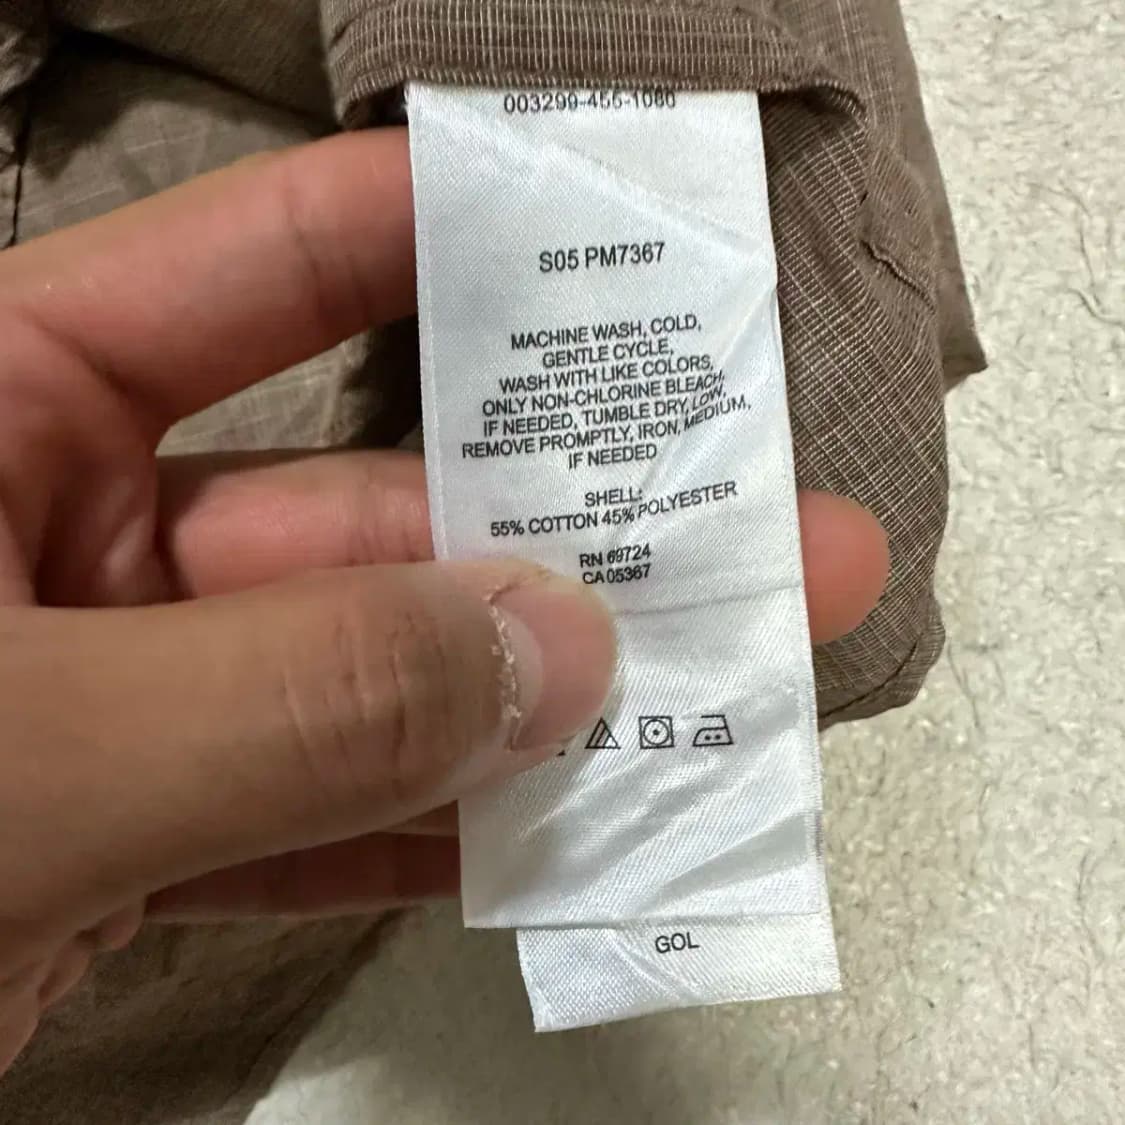 003299-455-1080
S05 PM7367
MACHINE WASH, COLD,
GENTLE CYCLE,
WASH WITH LIKE COLORS,
ONLY NON-CHLORINE BLEACH,
IF NEEDED, TUMBLE DRY, LOW,
REMOVE PROMPTLY, IRON, MEDIUM,
IF NEEDED
SHELL:
55% COTTON 45% POLYESTER
RN 69724
CA 05367
GOL